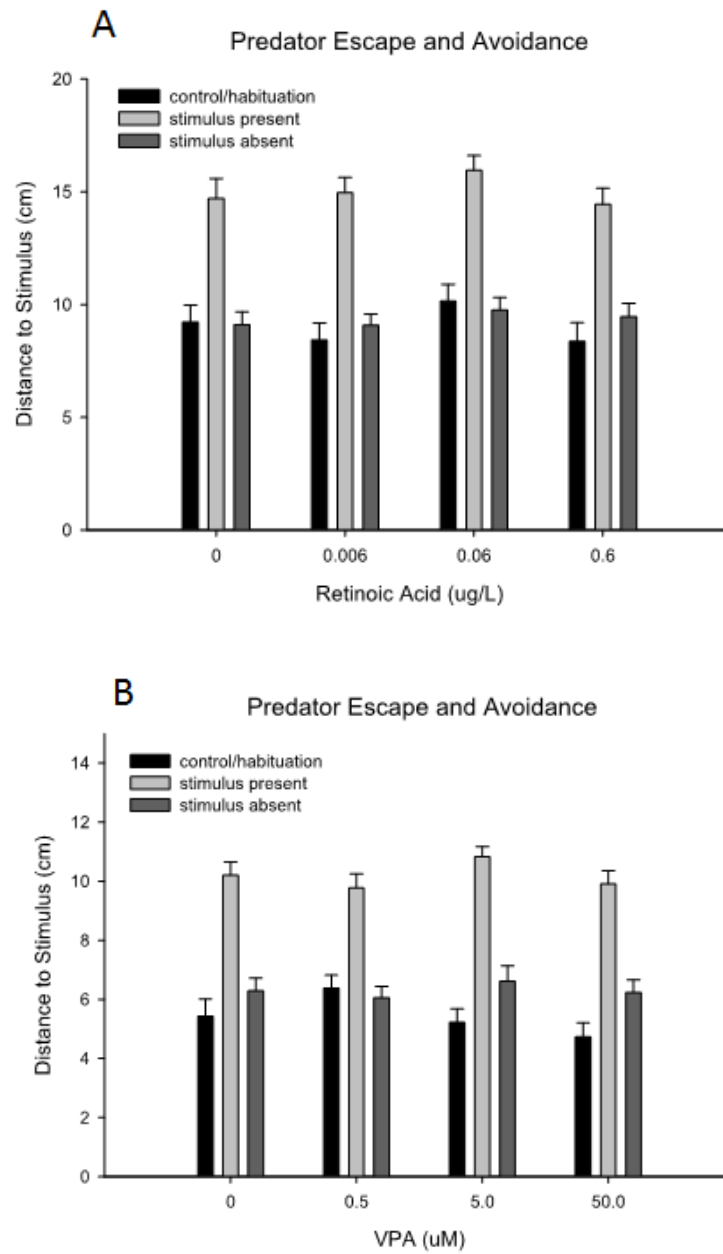 A
Predator Escape and Avoidance
20
15
10
5
0
control/habituation
stimulus present
stimulus absent
Distance to Stimulus (cm)
0 0.006 0.06 0.6
Retinoic Acid (ug/L)
B
Predator Escape and Avoidance
14
12
10
8
6
4
2
0
control/habituation
stimulus present
stimulus absent
Distance to Stimulus (cm)
0 0.5 5.0 50.0
VPA (uM)